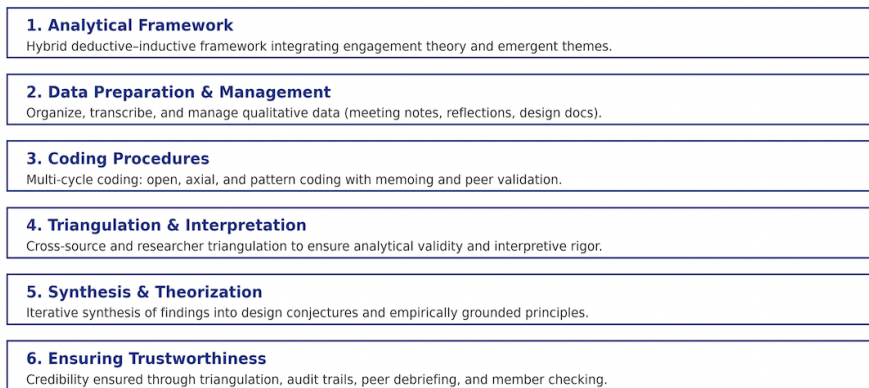 1. Analytical Framework
Hybrid deductive–inductive framework integrating engagement theory and emergent themes.
2. Data Preparation & Management
Organize, transcribe, and manage qualitative data (meeting notes, reflections, design docs).
3. Coding Procedures
Multi-cycle coding: open, axial, and pattern coding with memoing and peer validation.
4. Triangulation & Interpretation
Cross-source and researcher triangulation to ensure analytical validity and interpretive rigor.
5. Synthesis & Theorization
Iterative synthesis of findings into design conjectures and empirically grounded principles.
6. Ensuring Trustworthiness
Credibility ensured through triangulation, audit trails, peer debriefing, and member checking.